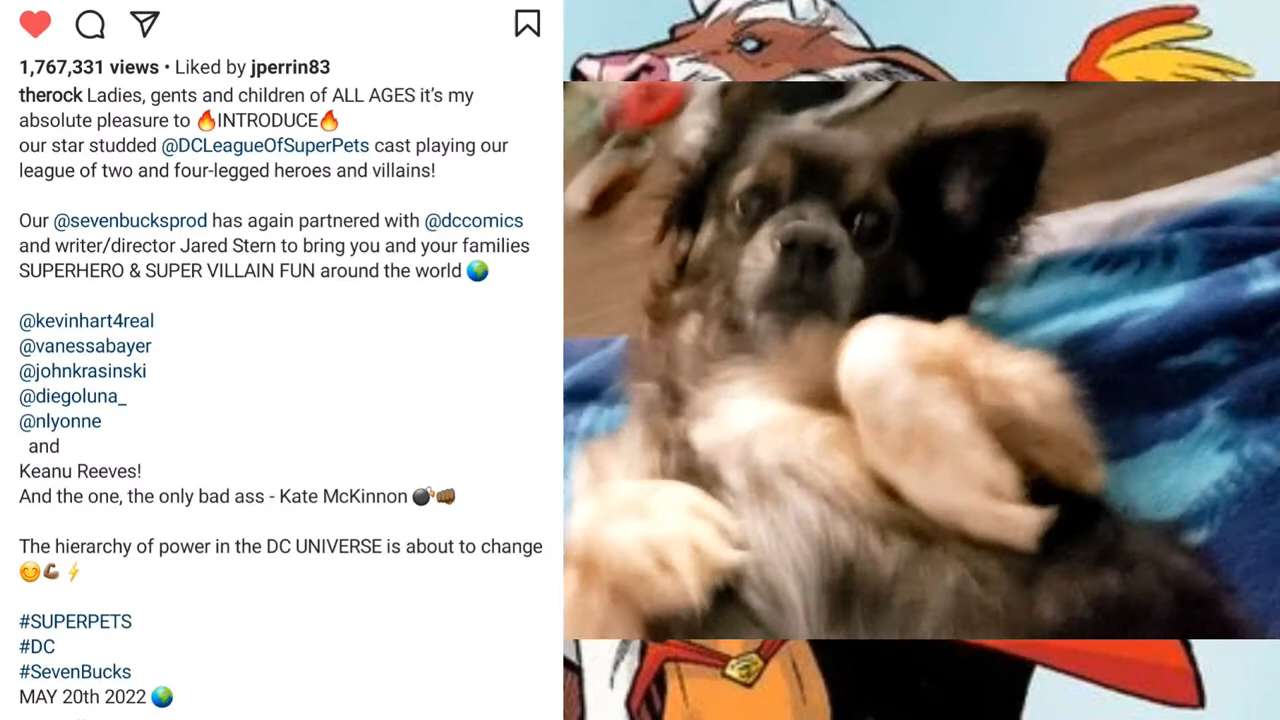 1,767,331 views • Liked by jperrin83
therock Ladies, gents and children of ALL AGES it's my
absolute pleasure to 🔥INTRODUCE🔥
our star studded @DCLeagueOfSuperPets cast playing our
league of two and four-legged heroes and villains!
Our @sevenbucksprod has again partnered with @dccomics
and writer/director Jared Stern to bring you and your families
SUPERHERO & SUPER VILLAIN FUN around the world 🌎
@kevinhart4real
@vanessabayer
@johnkrasinski
@diegoluna_
@nlyonne
and
Keanu Reeves!
And the one, the only bad ass - Kate McKinnon 💣👊🏾
The hierarchy of power in the DC UNIVERSE is about to change
😊💪🏾⚡
#SUPERPETS
#DC
#SevenBucks
MAY 20th 2022 🌎